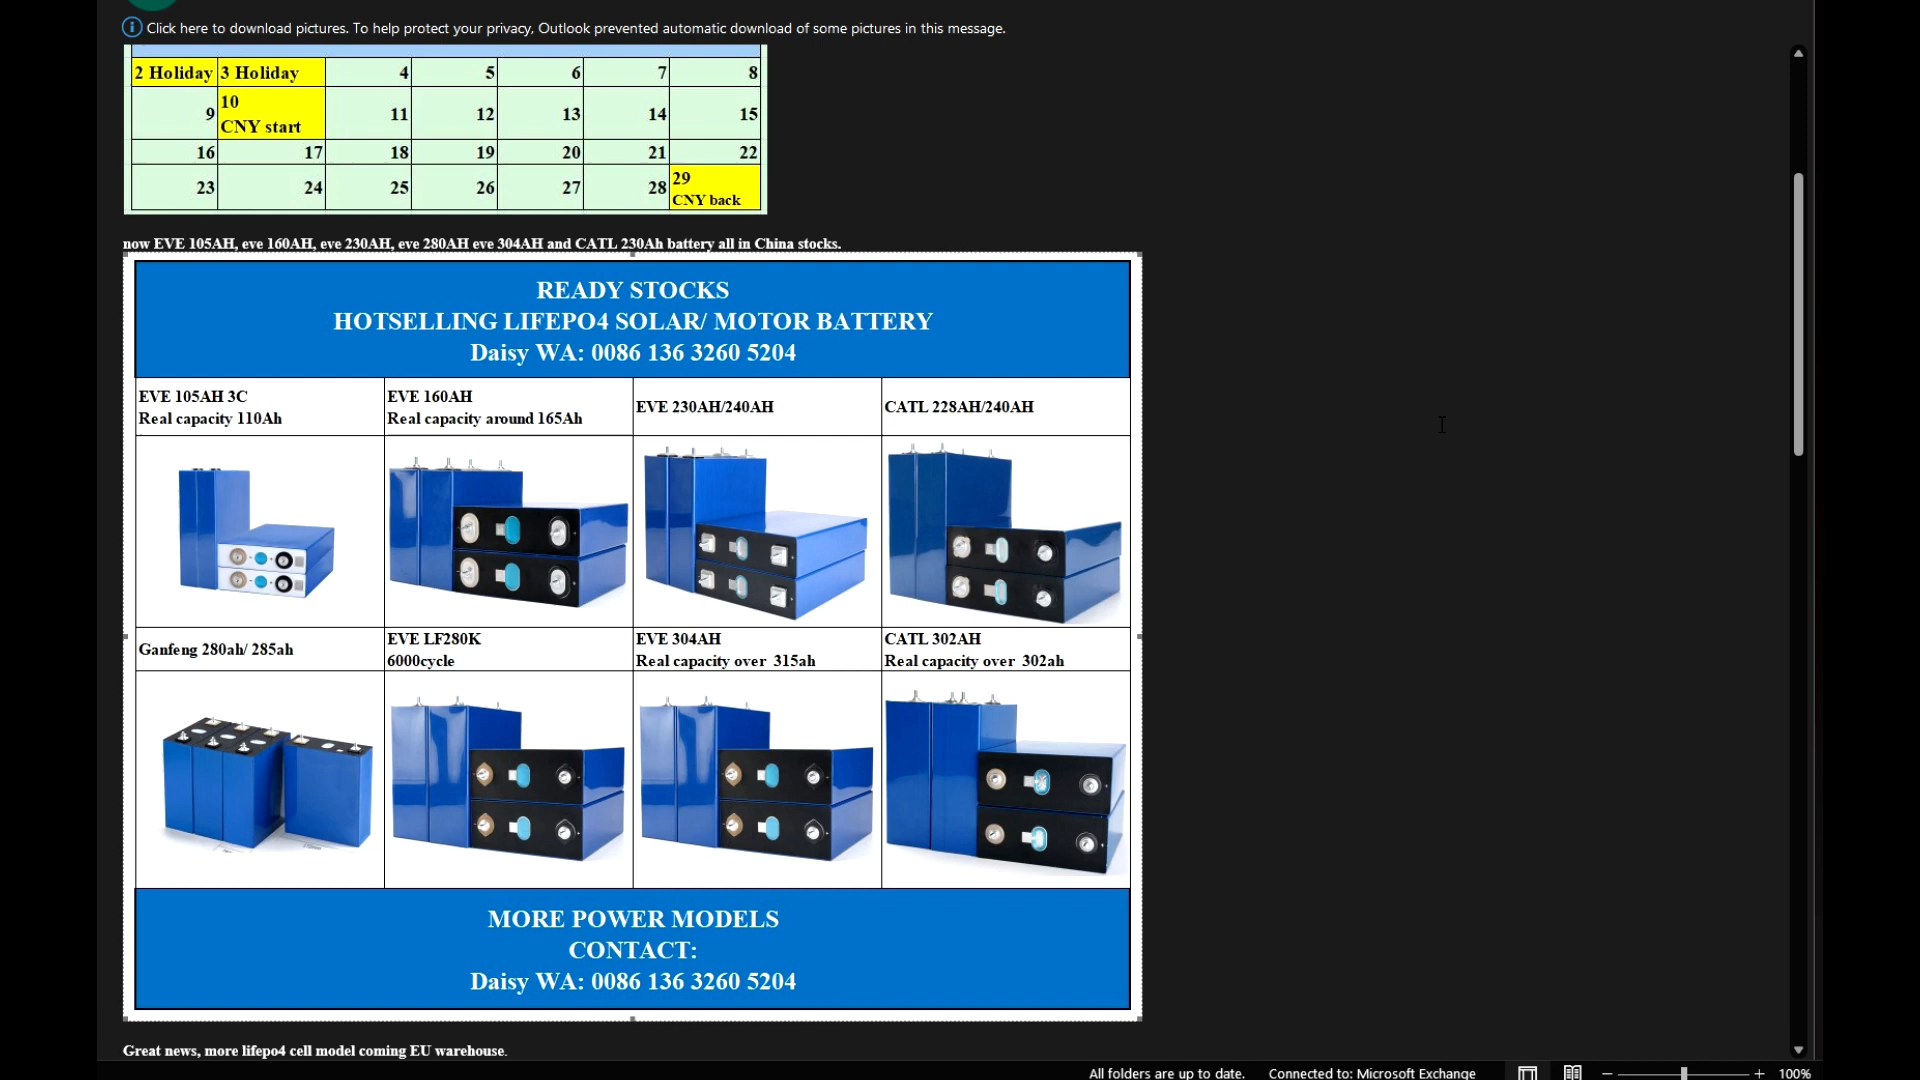 Click here to download pictures. To help protect your privacy, Outlook prevented automatic download of some pictures in this message.
2 Holiday 3 Holiday 4 5 6 7 8
9 10 CNY start 11 12 13 14 15
16 17 18 19 20 21 22
23 24 25 26 27 28 29 CNY back
now EVE 105AH, eve 160AH, eve 230AH, eve 280AH eve 304AH and CATL 230Ah battery all in China stocks.
READY STOCKS
HOTSELLING LIFEPO4 SOLAR/ MOTOR BATTERY
Daisy WA: 0086 136 3260 5204
EVE 105AH 3C
Real capacity 110Ah
EVE 160AH
Real capacity around 165Ah
EVE 230AH/240AH
CATL 228AH/240AH
Ganfeng 280ah/ 285ah
EVE LF280K
6000cycle
EVE 304AH
Real capacity over 315ah
CATL 302AH
Real capacity over 302ah
MORE POWER MODELS
CONTACT:
Daisy WA: 0086 136 3260 5204
Great news, more lifepo4 cell model coming EU warehouse.
All folders are up to date. Connected to: Microsoft Exchange 100%